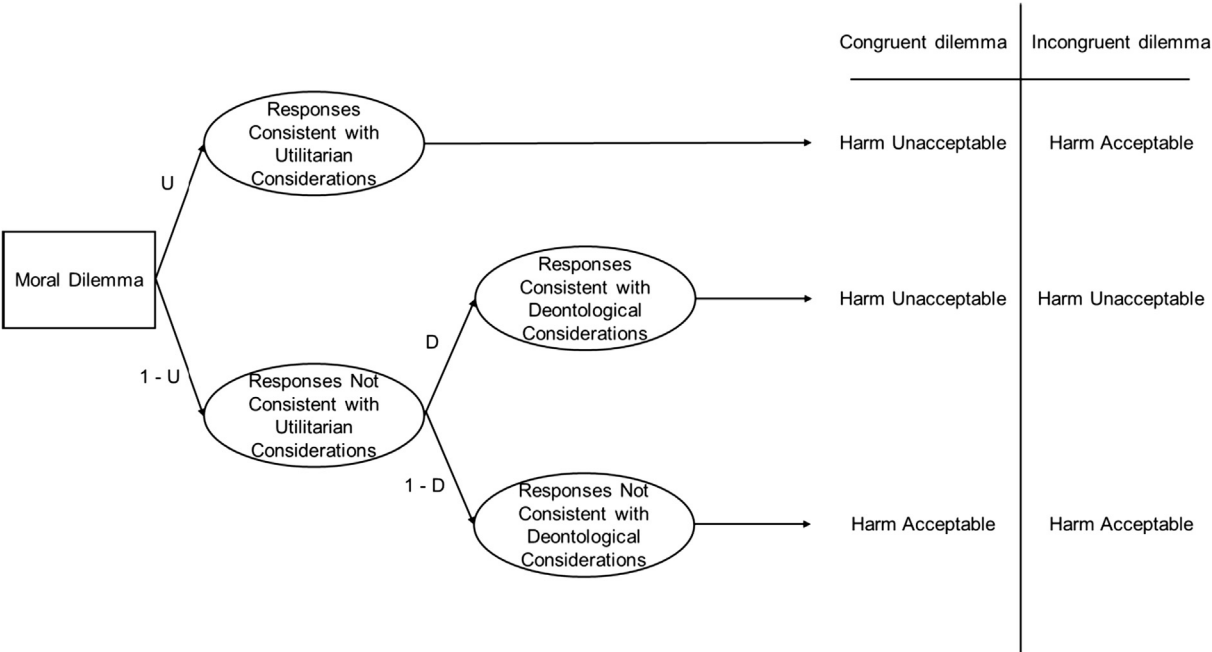 Congruent dilemma
Incongruent dilemma
Responses
Consistent with
Utilitarian
Considerations
Harm Unacceptable
Harm Acceptable
U
Moral Dilemma
Responses
Consistent with
Deontological
Considerations
Harm Unacceptable
Harm Unacceptable
D
1 - U
Responses Not
Consistent with
Utilitarian
Considerations
1 - D
Responses Not
Consistent with
Deontological
Considerations
Harm Acceptable
Harm Acceptable